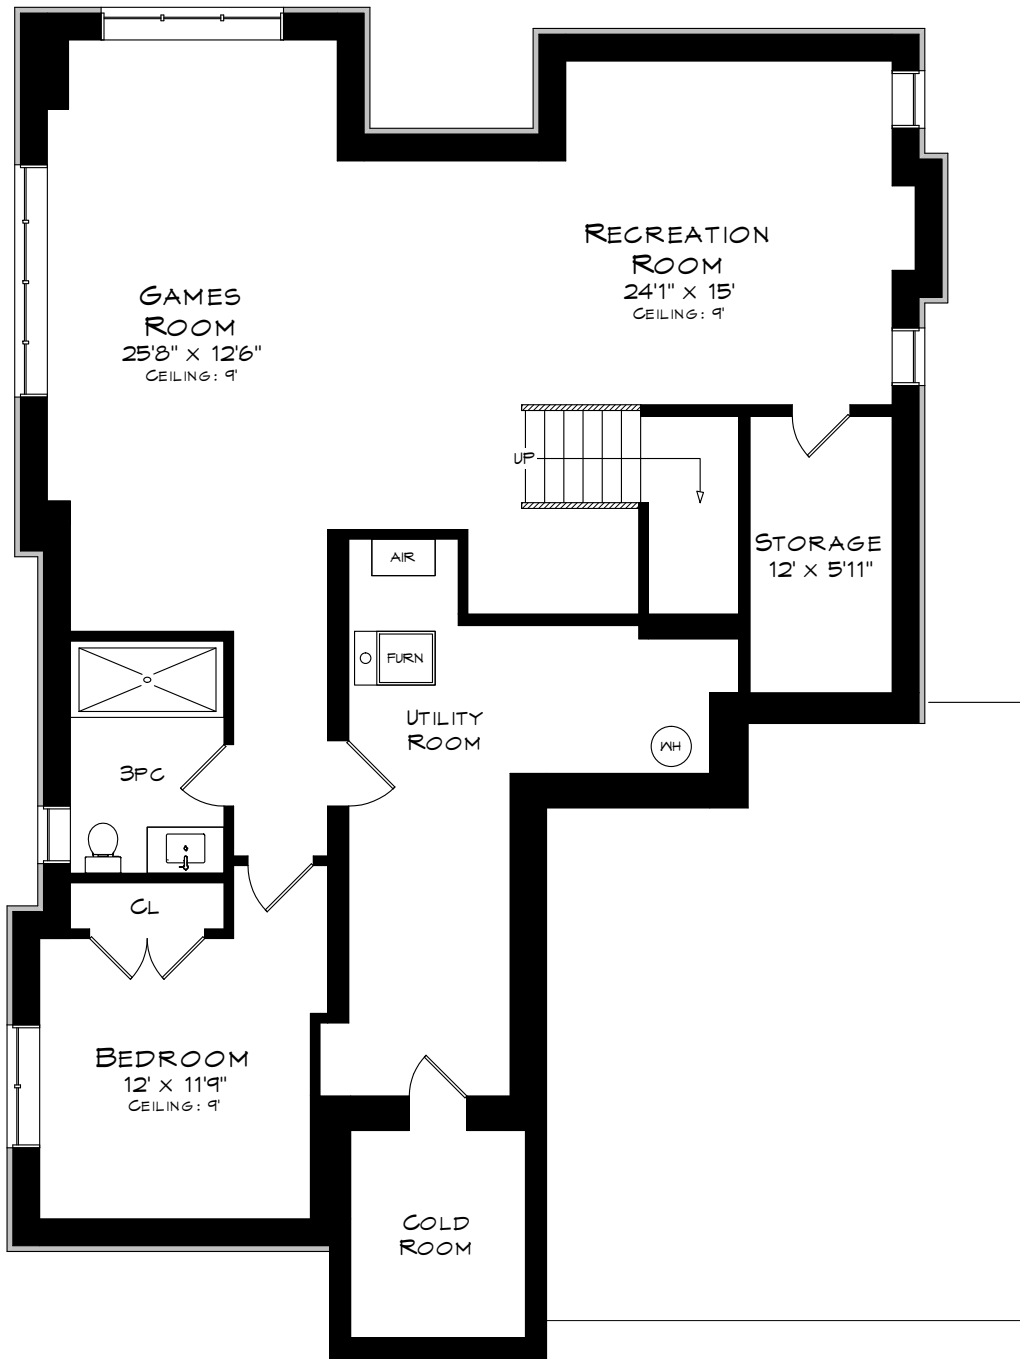 RECREATION
ROOM
24'1" x 15'
CEILING: 9'
GAMES
ROOM
25'8" x 12'6"
CEILING: 9'
UP
STORAGE
12' x 5'11"
AIR
FURN
UTILITY
ROOM
WH
3PC
CL
BEDROOM
12' x 11'9"
CEILING: 9'
COLD
ROOM